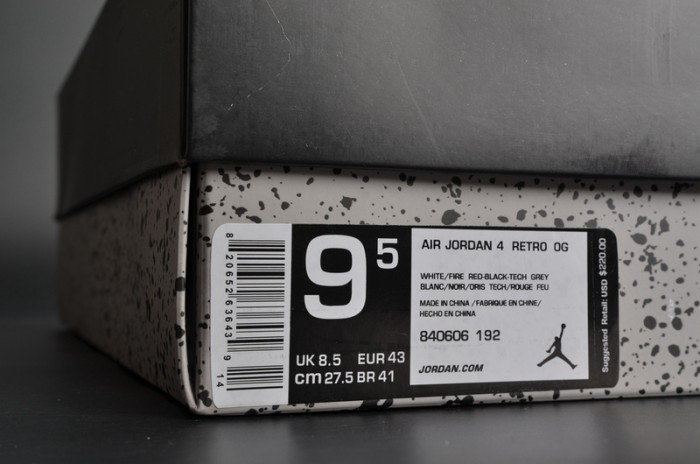 8 20652 63643 9
14
9 5
UK 8.5 EUR 43
cm 27.5 BR 41
AIR JORDAN 4 RETRO OG
WHITE/FIRE RED-BLACK-TECH GREY
BLANC/NOIR/GRIS TECH/ROUGE FEU
MADE IN CHINA /FABRIQUE EN CHINE/
HECHO EN CHINA
840606 192
JORDAN.COM
Suggested Retail: USD $220.00